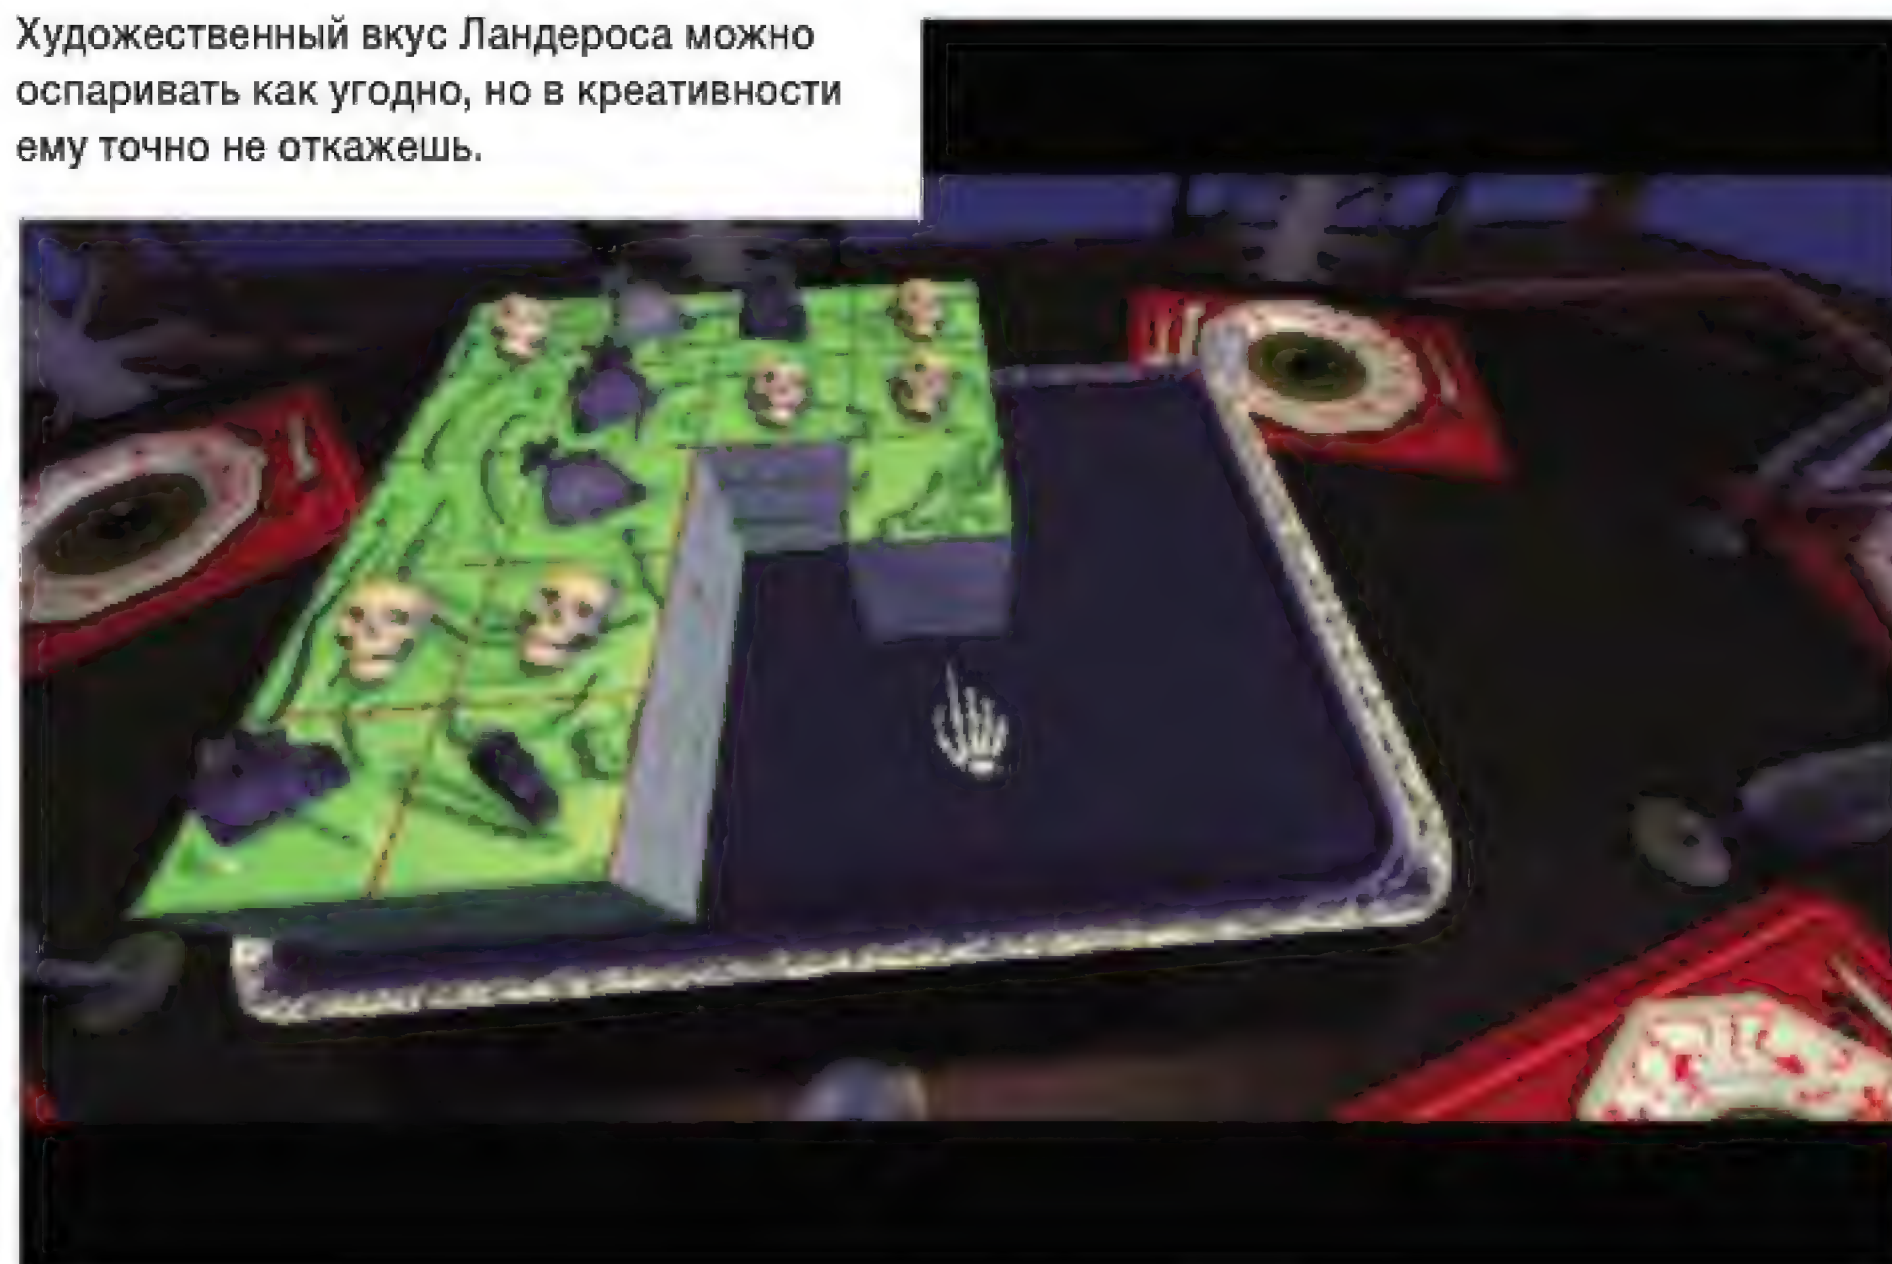 Художественный вкус Ландероса можно
оспаривать как угодно, но в креативности
ему точно не откажешь.